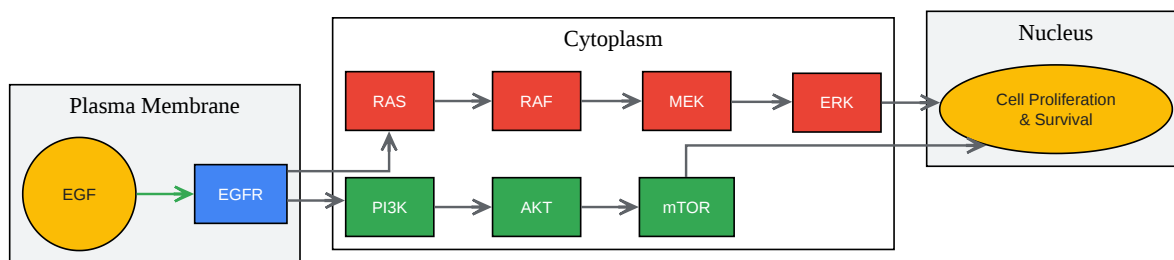 Plasma Membrane
EGF
EGFR
Cytoplasm
RAS
RAF
MEK
ERK
PI3K
AKT
mTOR
Nucleus
Cell Proliferation
& Survival